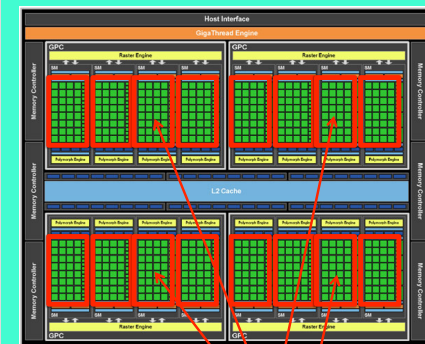 Host Interface
GigaThread Engine
GPC
GPC
Raster Engine
Raster Engine
SM
SM
SM
SM
SM
SM
SM
SM
Memory Controller
Memory Controller
Polymorph Engine
Polymorph Engine
Polymorph Engine
Polymorph Engine
Polymorph Engine
Polymorph Engine
Polymorph Engine
Polymorph Engine
Memory Controller
L2 Cache
Memory Controller
Polymorph Engine
Polymorph Engine
Polymorph Engine
Polymorph Engine
Polymorph Engine
Polymorph Engine
Polymorph Engine
Polymorph Engine
Memory Controller
Memory Controller
SM
SM
SM
SM
SM
SM
SM
SM
Raster Engine
Raster Engine
GPC
GPC